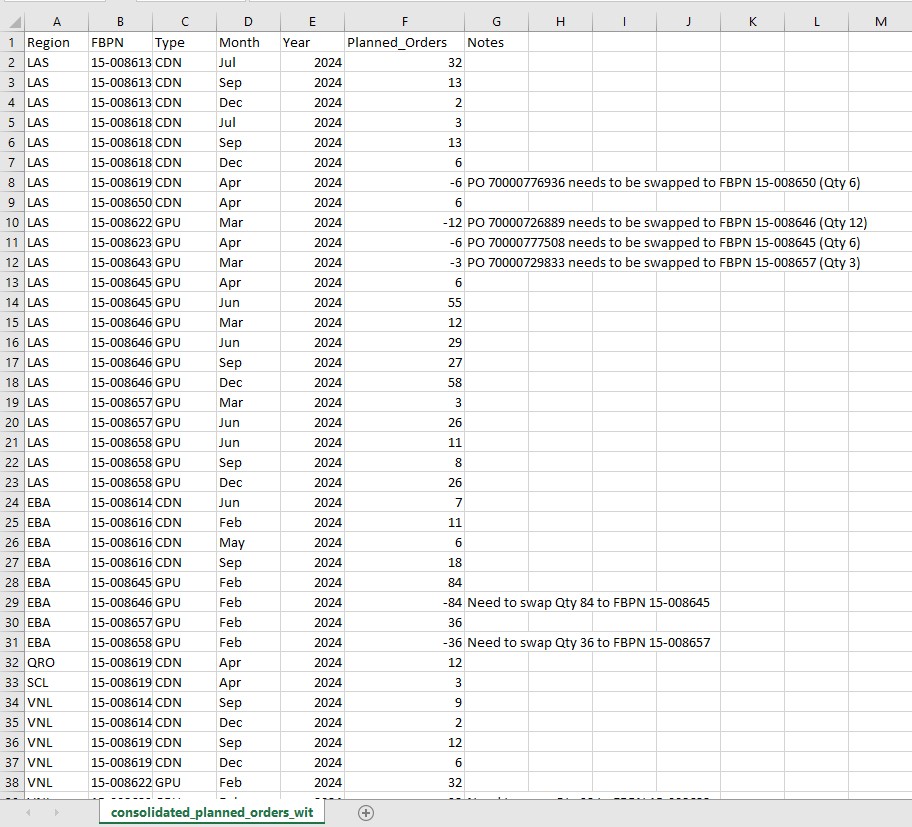 A B C D E F G H I J K L M
1 Region FBPN Type Month Year Planned_Orders Notes
2 LAS 15-008613 CDN Jul 2024 32
3 LAS 15-008613 CDN Sep 2024 13
4 LAS 15-008613 CDN Dec 2024 2
5 LAS 15-008618 CDN Jul 2024 3
6 LAS 15-008618 CDN Sep 2024 13
7 LAS 15-008618 CDN Dec 2024 6
8 LAS 15-008619 CDN Apr 2024 -6 PO 70000776936 needs to be swapped to FBPN 15-008650 (Qty 6)
9 LAS 15-008650 CDN Apr 2024 6
10 LAS 15-008622 GPU Mar 2024 -12 PO 70000726889 needs to be swapped to FBPN 15-008646 (Qty 12)
11 LAS 15-008623 GPU Apr 2024 -6 PO 70000777508 needs to be swapped to FBPN 15-008645 (Qty 6)
12 LAS 15-008643 GPU Mar 2024 -3 PO 70000729833 needs to be swapped to FBPN 15-008657 (Qty 3)
13 LAS 15-008645 GPU Apr 2024 6
14 LAS 15-008645 GPU Jun 2024 55
15 LAS 15-008646 GPU Mar 2024 12
16 LAS 15-008646 GPU Jun 2024 29
17 LAS 15-008646 GPU Sep 2024 27
18 LAS 15-008646 GPU Dec 2024 58
19 LAS 15-008657 GPU Mar 2024 3
20 LAS 15-008657 GPU Jun 2024 26
21 LAS 15-008658 GPU Jun 2024 11
22 LAS 15-008658 GPU Sep 2024 8
23 LAS 15-008658 GPU Dec 2024 26
24 EBA 15-008614 CDN Jun 2024 7
25 EBA 15-008616 CDN Feb 2024 11
26 EBA 15-008616 CDN May 2024 6
27 EBA 15-008616 CDN Sep 2024 18
28 EBA 15-008645 GPU Feb 2024 84
29 EBA 15-008646 GPU Feb 2024 -84 Need to swap Qty 84 to FBPN 15-008645
30 EBA 15-008657 GPU Feb 2024 36
31 EBA 15-008658 GPU Feb 2024 -36 Need to swap Qty 36 to FBPN 15-008657
32 QRO 15-008619 CDN Apr 2024 12
33 SCL 15-008619 CDN Apr 2024 3
34 VNL 15-008614 CDN Sep 2024 9
35 VNL 15-008614 CDN Dec 2024 2
36 VNL 15-008619 CDN Sep 2024 12
37 VNL 15-008619 CDN Dec 2024 6
38 VNL 15-008622 GPU Feb 2024 32
consolidated_planned_orders_wit